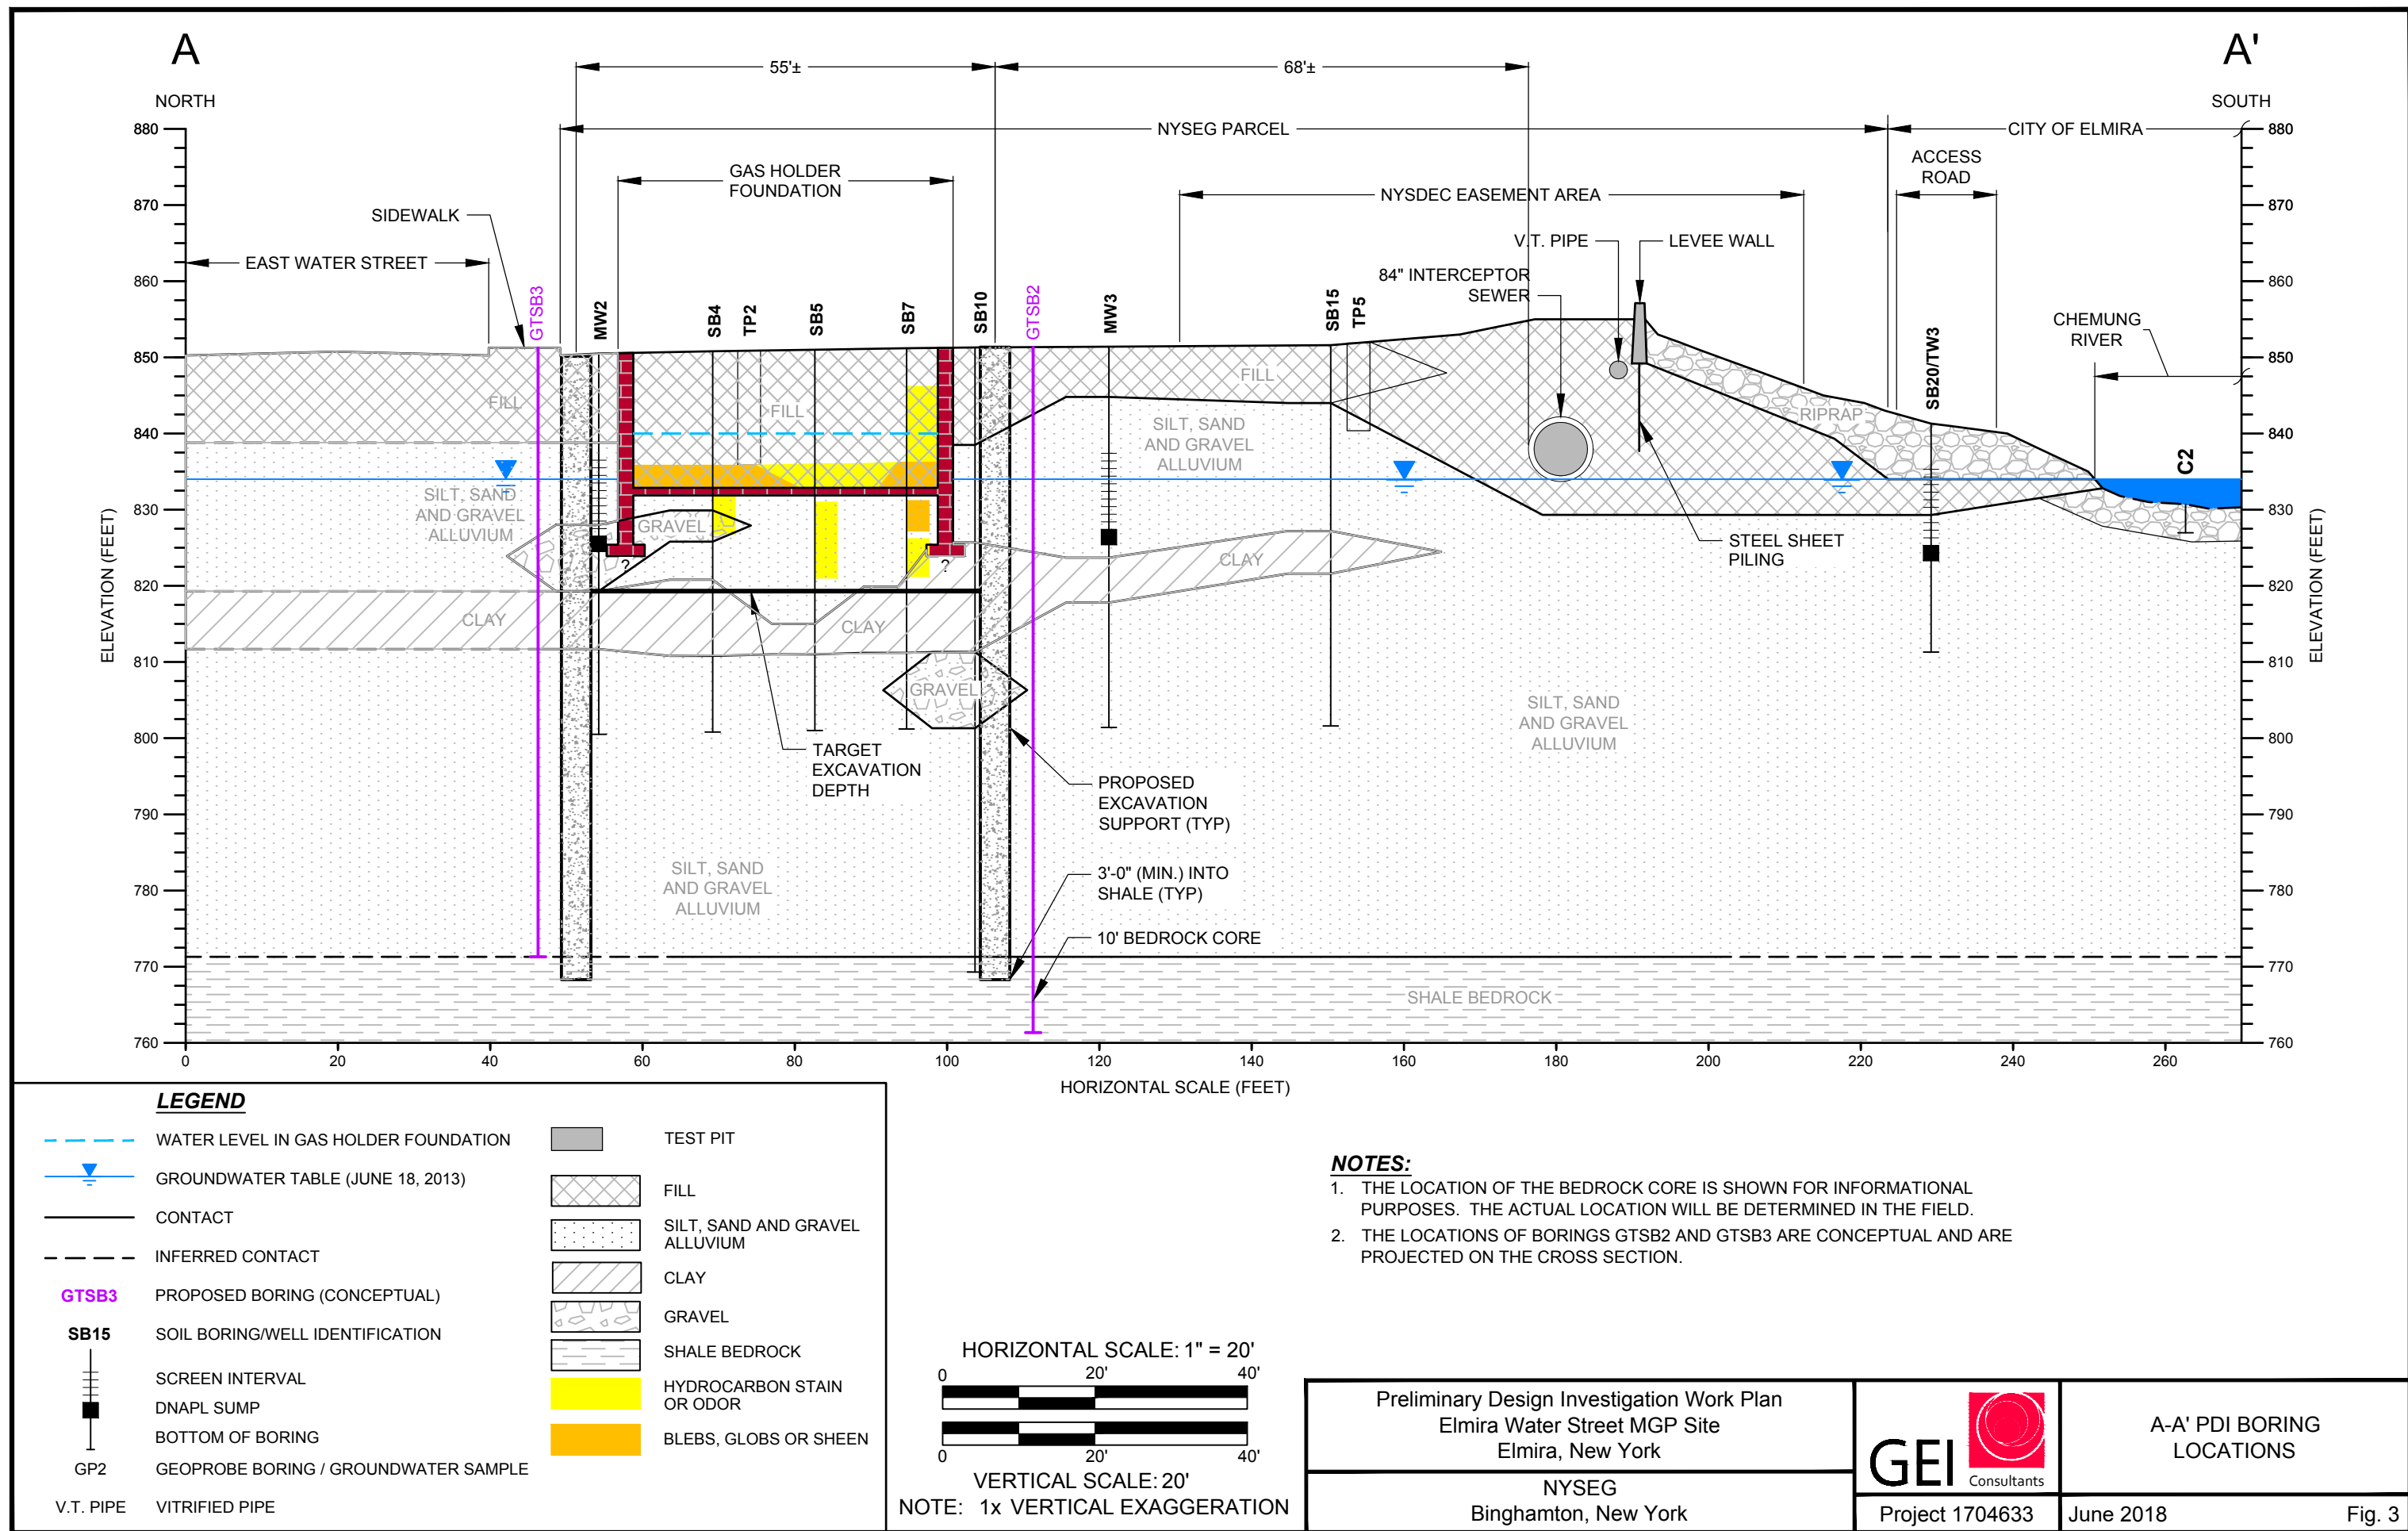 A
A'
55'±
68'±
NORTH
SOUTH
NYSEG PARCEL
CITY OF ELMIRA
GAS HOLDER
FOUNDATION
ACCESS
ROAD
NYSDEC EASEMENT AREA
SIDEWALK
EAST WATER STREET
V.T. PIPE
LEVEE WALL
84" INTERCEPTOR
SEWER
CHEMUNG
RIVER
GTSB3
MW2
SB4
TP2
SB5
SB7
SB10
GTSB2
MW3
SB15
TP5
SB20/TW3
C2
880
870
860
850
840
830
820
810
800
790
780
770
760
ELEVATION (FEET)
880
870
860
850
840
830
820
810
800
790
780
770
760
ELEVATION (FEET)
FILL
FILL
FILL
RIPRAP
SILT, SAND
AND GRAVEL
ALLUVIUM
SILT, SAND
AND GRAVEL
ALLUVIUM
GRAVEL
?
?
STEEL SHEET
PILING
CLAY
CLAY
CLAY
GRAVEL
SILT, SAND
AND GRAVEL
ALLUVIUM
TARGET
EXCAVATION
DEPTH
PROPOSED
EXCAVATION
SUPPORT (TYP)
SILT, SAND
AND GRAVEL
ALLUVIUM
3'-0" (MIN.) INTO
SHALE (TYP)
10' BEDROCK CORE
SHALE BEDROCK
0 20 40 60 80 100 120 140 160 180 200 220 240 260
HORIZONTAL SCALE (FEET)
LEGEND
WATER LEVEL IN GAS HOLDER FOUNDATION
GROUNDWATER TABLE (JUNE 18, 2013)
CONTACT
INFERRED CONTACT
GTSB3 PROPOSED BORING (CONCEPTUAL)
SB15 SOIL BORING/WELL IDENTIFICATION
SCREEN INTERVAL
DNAPL SUMP
BOTTOM OF BORING
GP2 GEOPROBE BORING / GROUNDWATER SAMPLE
V.T. PIPE VITRIFIED PIPE
TEST PIT
FILL
SILT, SAND AND GRAVEL
ALLUVIUM
CLAY
GRAVEL
SHALE BEDROCK
HYDROCARBON STAIN
OR ODOR
BLEBS, GLOBS OR SHEEN
NOTES:
1. THE LOCATION OF THE BEDROCK CORE IS SHOWN FOR INFORMATIONAL
PURPOSES. THE ACTUAL LOCATION WILL BE DETERMINED IN THE FIELD.
2. THE LOCATIONS OF BORINGS GTSB2 AND GTSB3 ARE CONCEPTUAL AND ARE
PROJECTED ON THE CROSS SECTION.
HORIZONTAL SCALE: 1" = 20'
0 20' 40'
0 20' 40'
VERTICAL SCALE: 20'
NOTE: 1x VERTICAL EXAGGERATION
Preliminary Design Investigation Work Plan
Elmira Water Street MGP Site
Elmira, New York
NYSEG
Binghamton, New York
GEI
Consultants
Project 1704633
A-A' PDI BORING
LOCATIONS
June 2018
Fig. 3